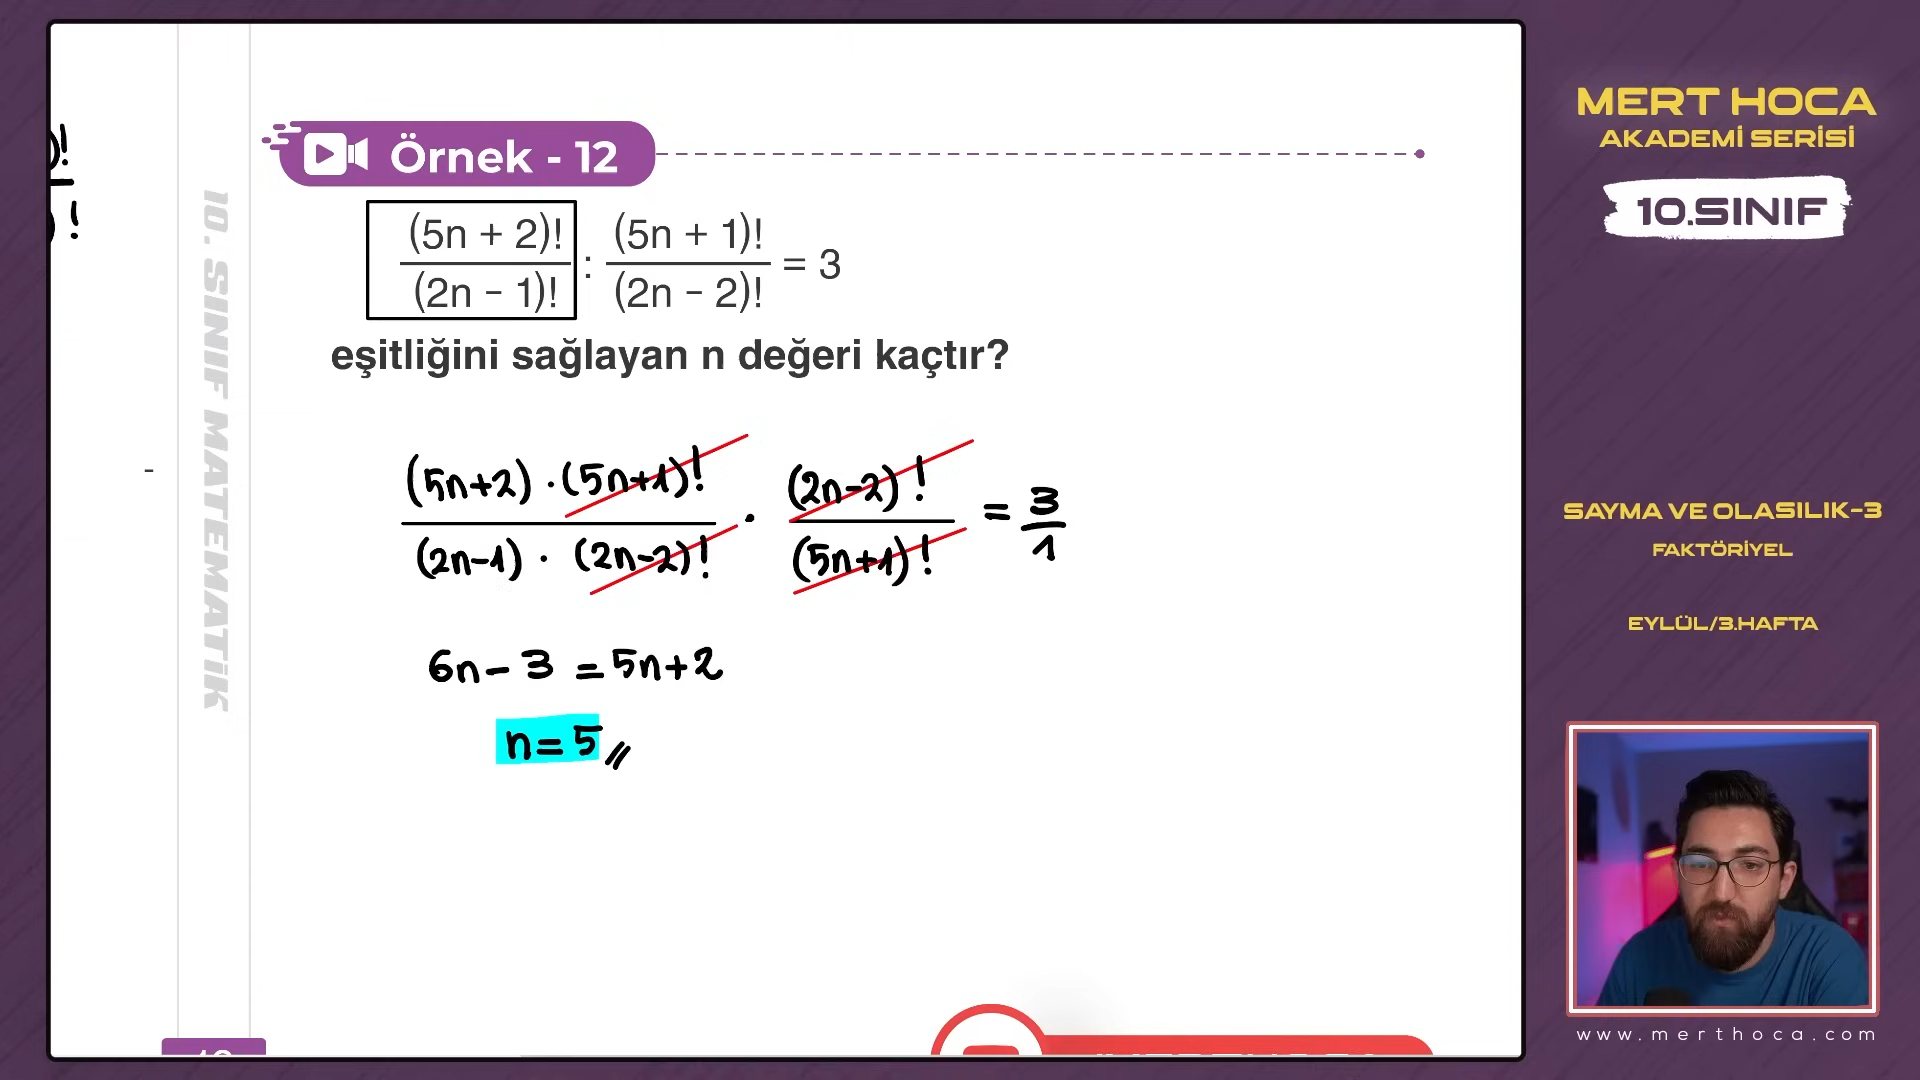 Örnek - 12
(5n + 2)! / (2n - 1)! : (5n + 1)! / (2n - 2)! = 3
eşitliğini sağlayan n değeri kaçtır?
(5n+2) · (5n+1)! / (2n-1) · (2n-2)! · (2n-2)! / (5n+1)! = 3/1
6n - 3 = 5n+2
n = 5
10. SINIF MATEMATİK
MERT HOCA
AKADEMİ SERİSİ
10.SINIF
SAYMA VE OLASILIK-3
FAKTÖRİYEL
EYLÜL/3.HAFTA
www.merthoca.com